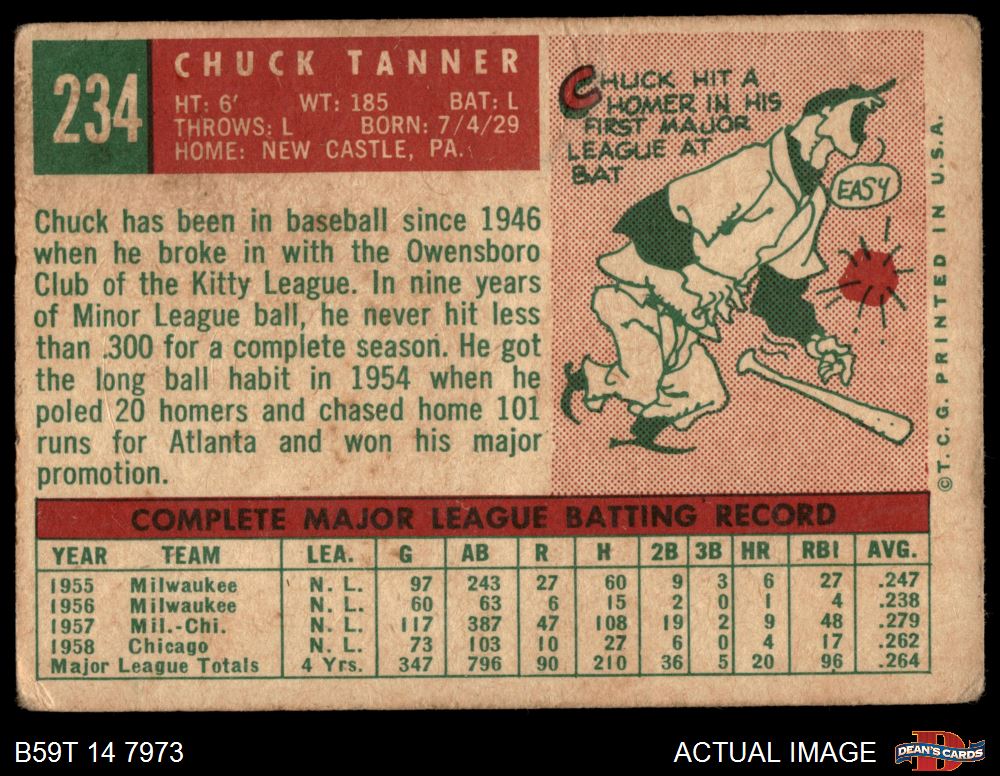 234
CHUCK TANNER
HT: 6' WT: 185 BAT: L
THROWS: L BORN: 7/4/29
HOME: NEW CASTLE, PA.
Chuck has been in baseball since 1946
when he broke in with the Owensboro
Club of the Kitty League. In nine years
of Minor League ball, he never hit less
than .300 for a complete season. He got
the long ball habit in 1954 when he
poled 20 homers and chased home 101
runs for Atlanta and won his major
promotion.
CHUCK HIT A
HOMER IN HIS
FIRST MAJOR
LEAGUE AT
BAT
EASY
©T. C. G. PRINTED IN U.S.A.
COMPLETE MAJOR LEAGUE BATTING RECORD
YEAR TEAM LEA. G AB R H 2B 3B HR RBI AVG.
1955 Milwaukee N. L. 97 243 27 60 9 3 6 27 .247
1956 Milwaukee N. L. 60 63 6 15 2 0 1 4 .238
1957 Mil.-Chi. N. L. 117 387 47 108 19 2 9 48 .279
1958 Chicago N. L. 73 103 10 27 6 0 4 17 .262
Major League Totals 4 Yrs. 347 796 90 210 36 5 20 96 .264
B59T 14 7973
ACTUAL IMAGE
DEAN'S CARDS